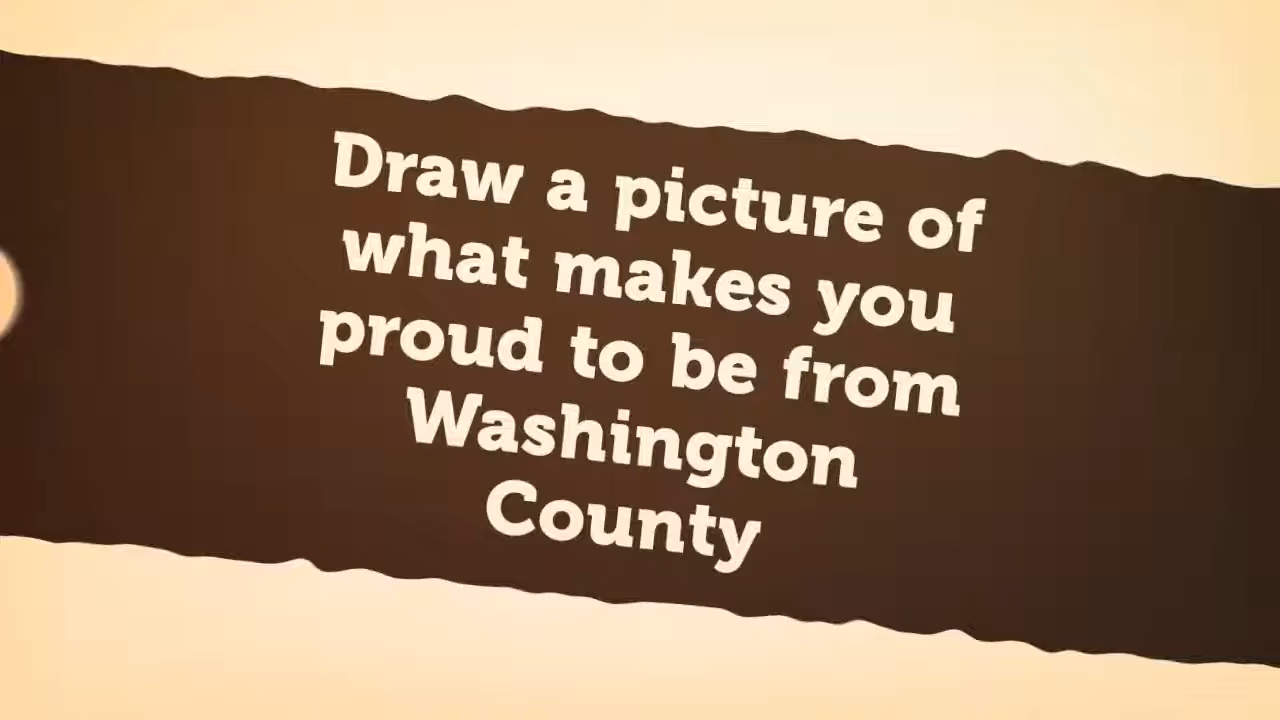 Draw a picture of
what makes you
proud to be from
Washington
County